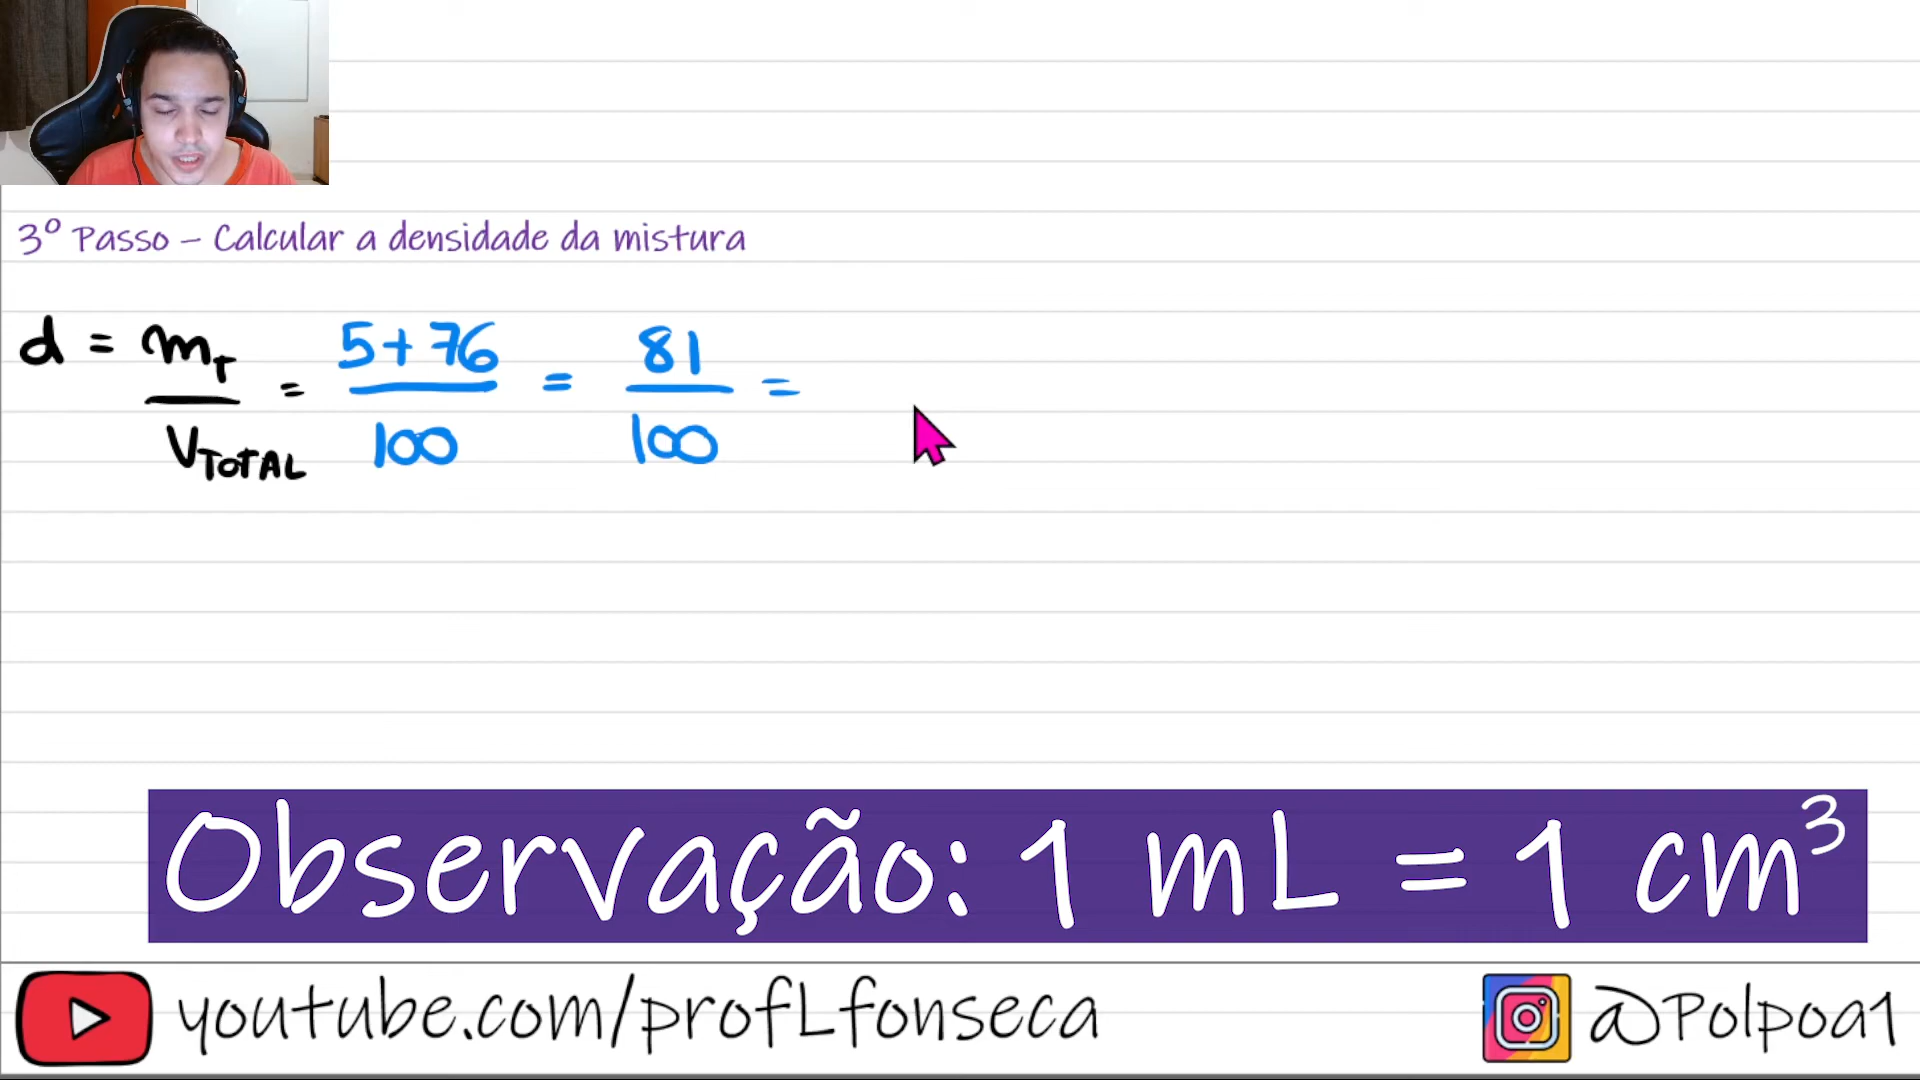 3º Passo – Calcular a densidade da mistura
d = mT / VTOTAL = 5+76 / 100 = 81 / 100 =
Observação: 1 mL = 1 cm³
youtube.com/profLfonseca
@Polpoa1